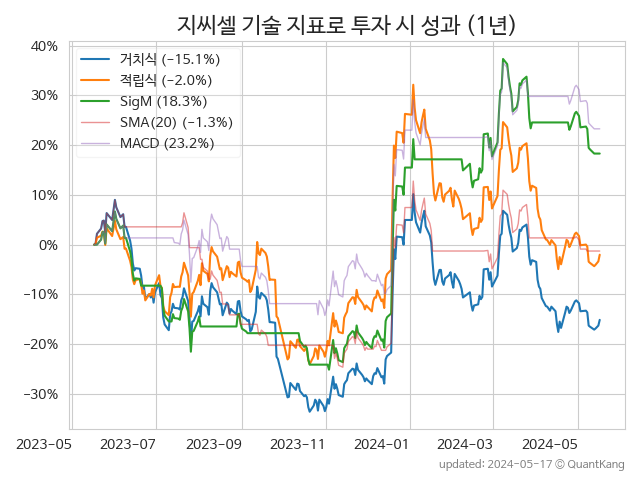 지씨셀 기술 지표로 투자 시 성과 (1년)
40%
30%
20%
10%
0%
−10%
−20%
−30%
거치식 (−15.1%)
적립식 (−2.0%)
SigM (18.3%)
SMA(20) (−1.3%)
MACD (23.2%)
2023-05 2023-07 2023-09 2023-11 2024-01 2024-03 2024-05
updated: 2024-05-17 © QuantKang